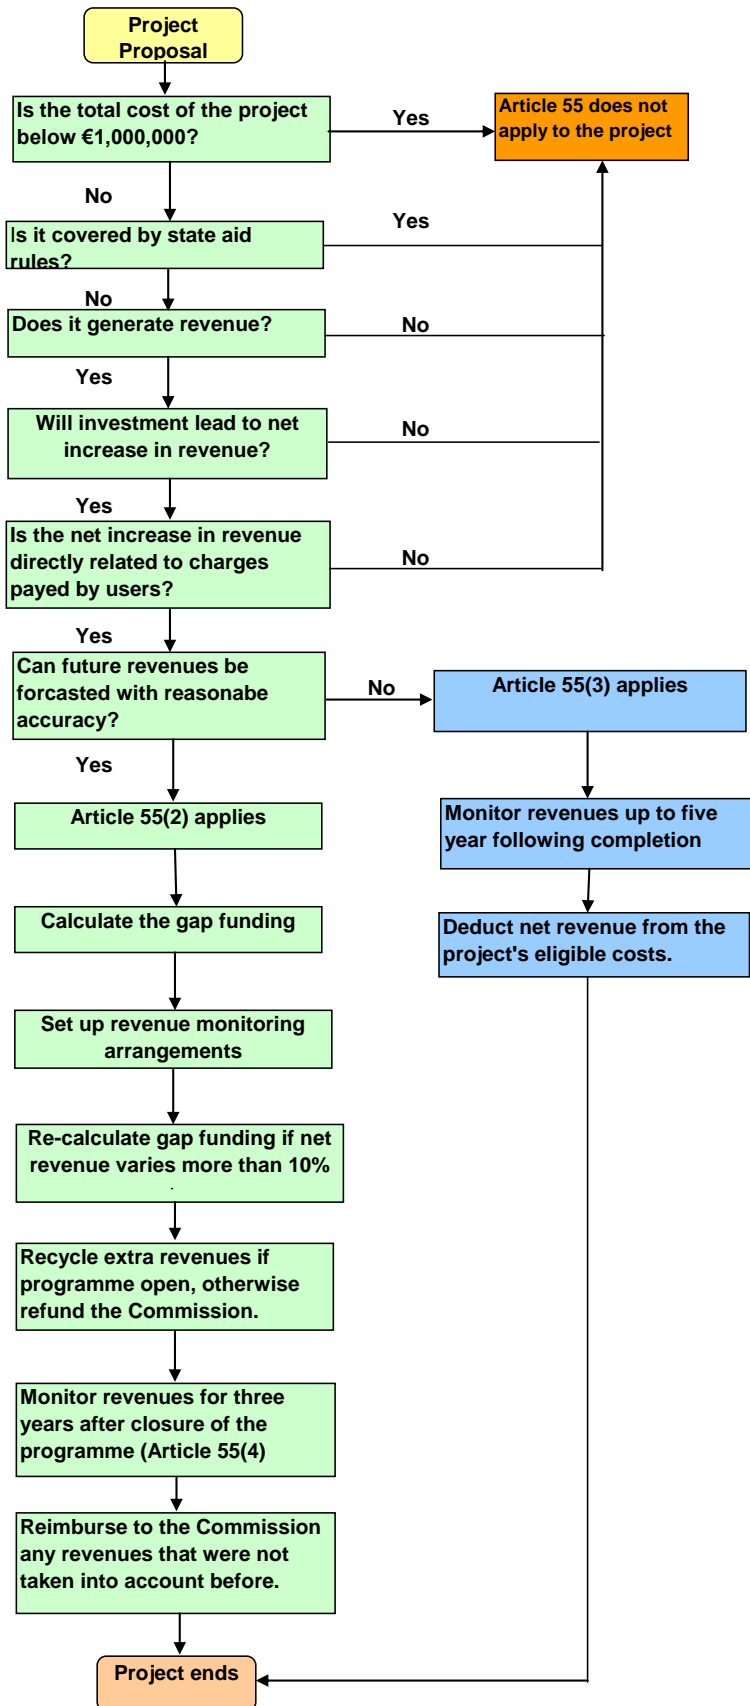 Project
Proposal
Is the total cost of the project
below €1,000,000?
Yes
Article 55 does not
apply to the project
No
Is it covered by state aid
rules?
Yes
No
Does it generate revenue?
No
Yes
Will investment lead to net
increase in revenue?
No
Yes
Is the net increase in revenue
directly related to charges
payed by users?
No
Yes
Can future revenues be
forcasted with reasonabe
accuracy?
No
Article 55(3) applies
Yes
Article 55(2) applies
Monitor revenues up to five
year following completion
Calculate the gap funding
Deduct net revenue from the
project's eligible costs.
Set up revenue monitoring
arrangements
Re-calculate gap funding if net
revenue varies more than 10%
.
Recycle extra revenues if
programme open, otherwise
refund the Commission.
Monitor revenues for three
years after closure of the
programme (Article 55(4)
Reimburse to the Commission
any revenues that were not
taken into account before.
Project ends